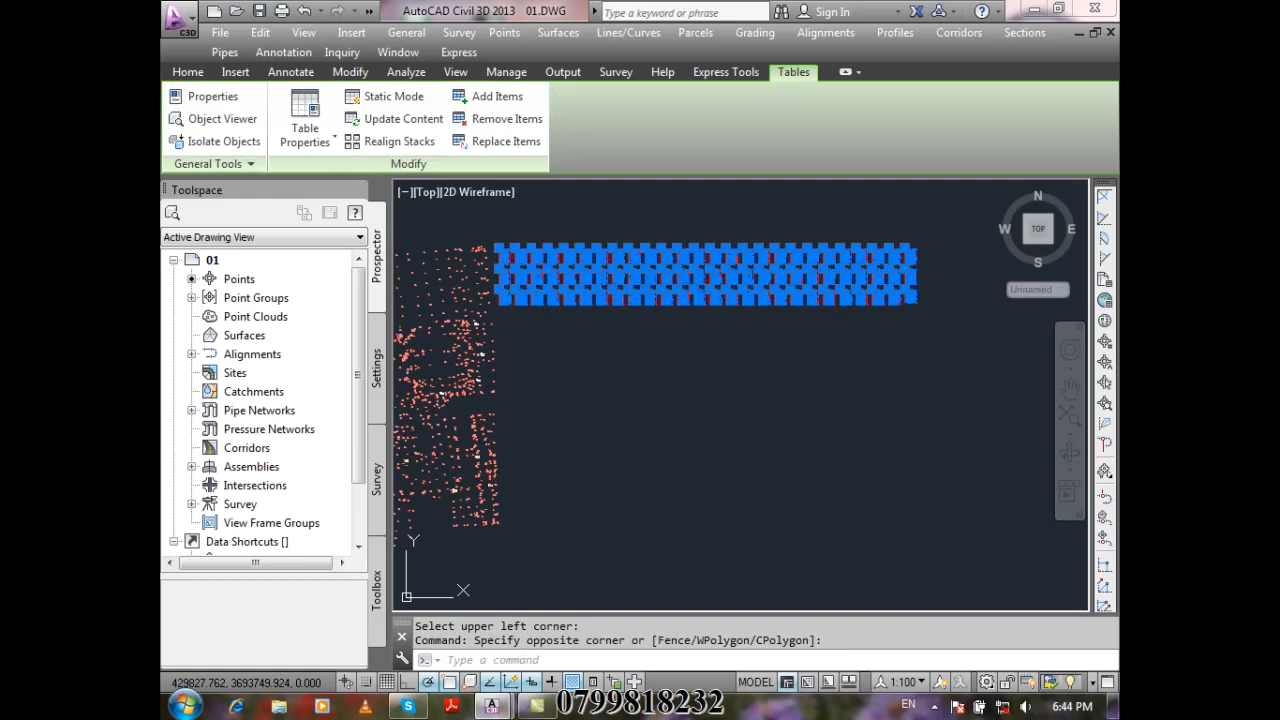 AutoCAD Civil 3D 2013 01.DWG
Type a keyword or phrase
Sign In
C3D
File Edit View Insert General Survey Points Surfaces Lines/Curves Parcels Grading Alignments Profiles Corridors Sections
Pipes Annotation Inquiry Window Express
Home Insert Annotate Modify Analyze View Manage Output Survey Help Express Tools Tables
Properties
Object Viewer
Isolate Objects
General Tools
Table Properties
Static Mode
Update Content
Realign Stacks
Add Items
Remove Items
Replace Items
Modify
Toolspace
Active Drawing View
01
Points
Point Groups
Point Clouds
Surfaces
Alignments
Sites
Catchments
Pipe Networks
Pressure Networks
Corridors
Assemblies
Intersections
Survey
View Frame Groups
Data Shortcuts []
Prospector
Settings
Survey
Toolbox
[−][Top][2D Wireframe]
N
W TOP E
S
Unnamed
Y
X
Select upper left corner:
Command: Specify opposite corner or [Fence/WPolygon/CPolygon]:
Type a command
429827.762, 3693749.924, 0.000
MODEL
1:100
0799818232
EN
6:44 PM